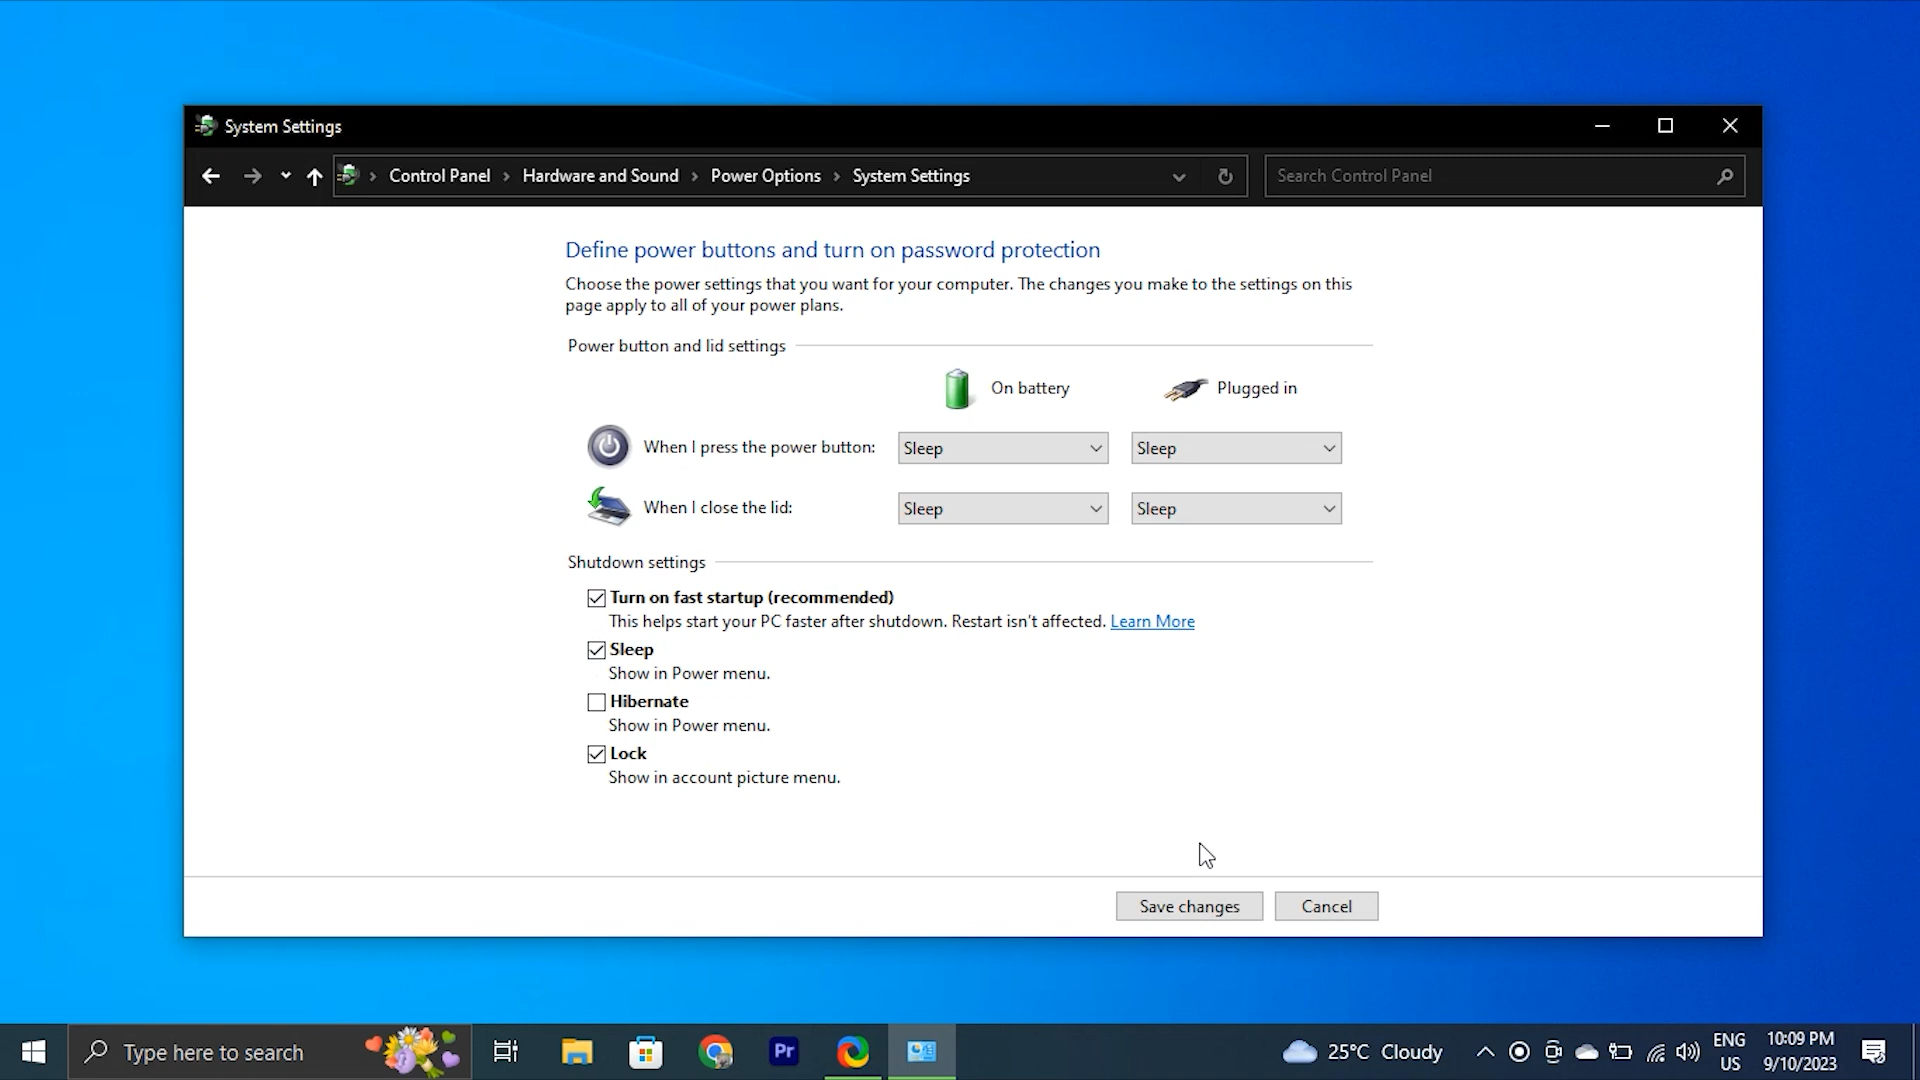 System Settings
Control Panel
Hardware and Sound
Power Options
System Settings
Search Control Panel
Define power buttons and turn on password protection
Choose the power settings that you want for your computer. The changes you make to the settings on this
page apply to all of your power plans.
Power button and lid settings
On battery
Plugged in
When I press the power button:
Sleep
Sleep
When I close the lid:
Sleep
Sleep
Shutdown settings
Turn on fast startup (recommended)
This helps start your PC faster after shutdown. Restart isn't affected. Learn More
Sleep
Show in Power menu.
Hibernate
Show in Power menu.
Lock
Show in account picture menu.
Save changes
Cancel
Type here to search
Pr
25°C Cloudy
ENG
US
10:09 PM
9/10/2023